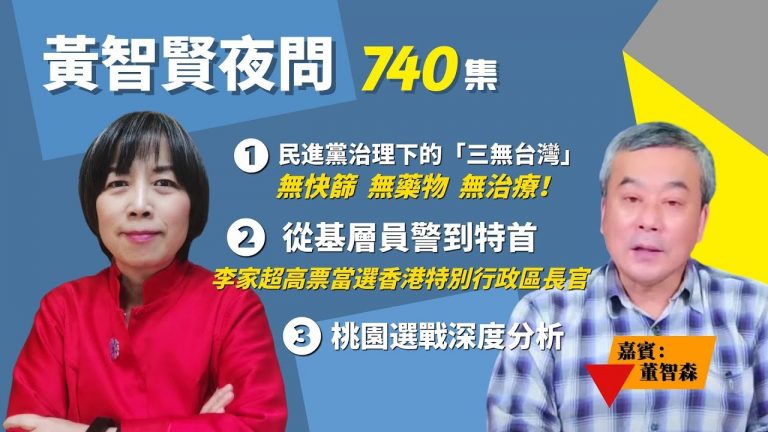 黃智賢夜問 740集
1 民進黨治理下的「三無台灣」
無快篩 無藥物 無治療!
2 從基層員警到特首
李家超高票當選香港特別行政區長官
3 桃園選戰深度分析
嘉賓:
董智森